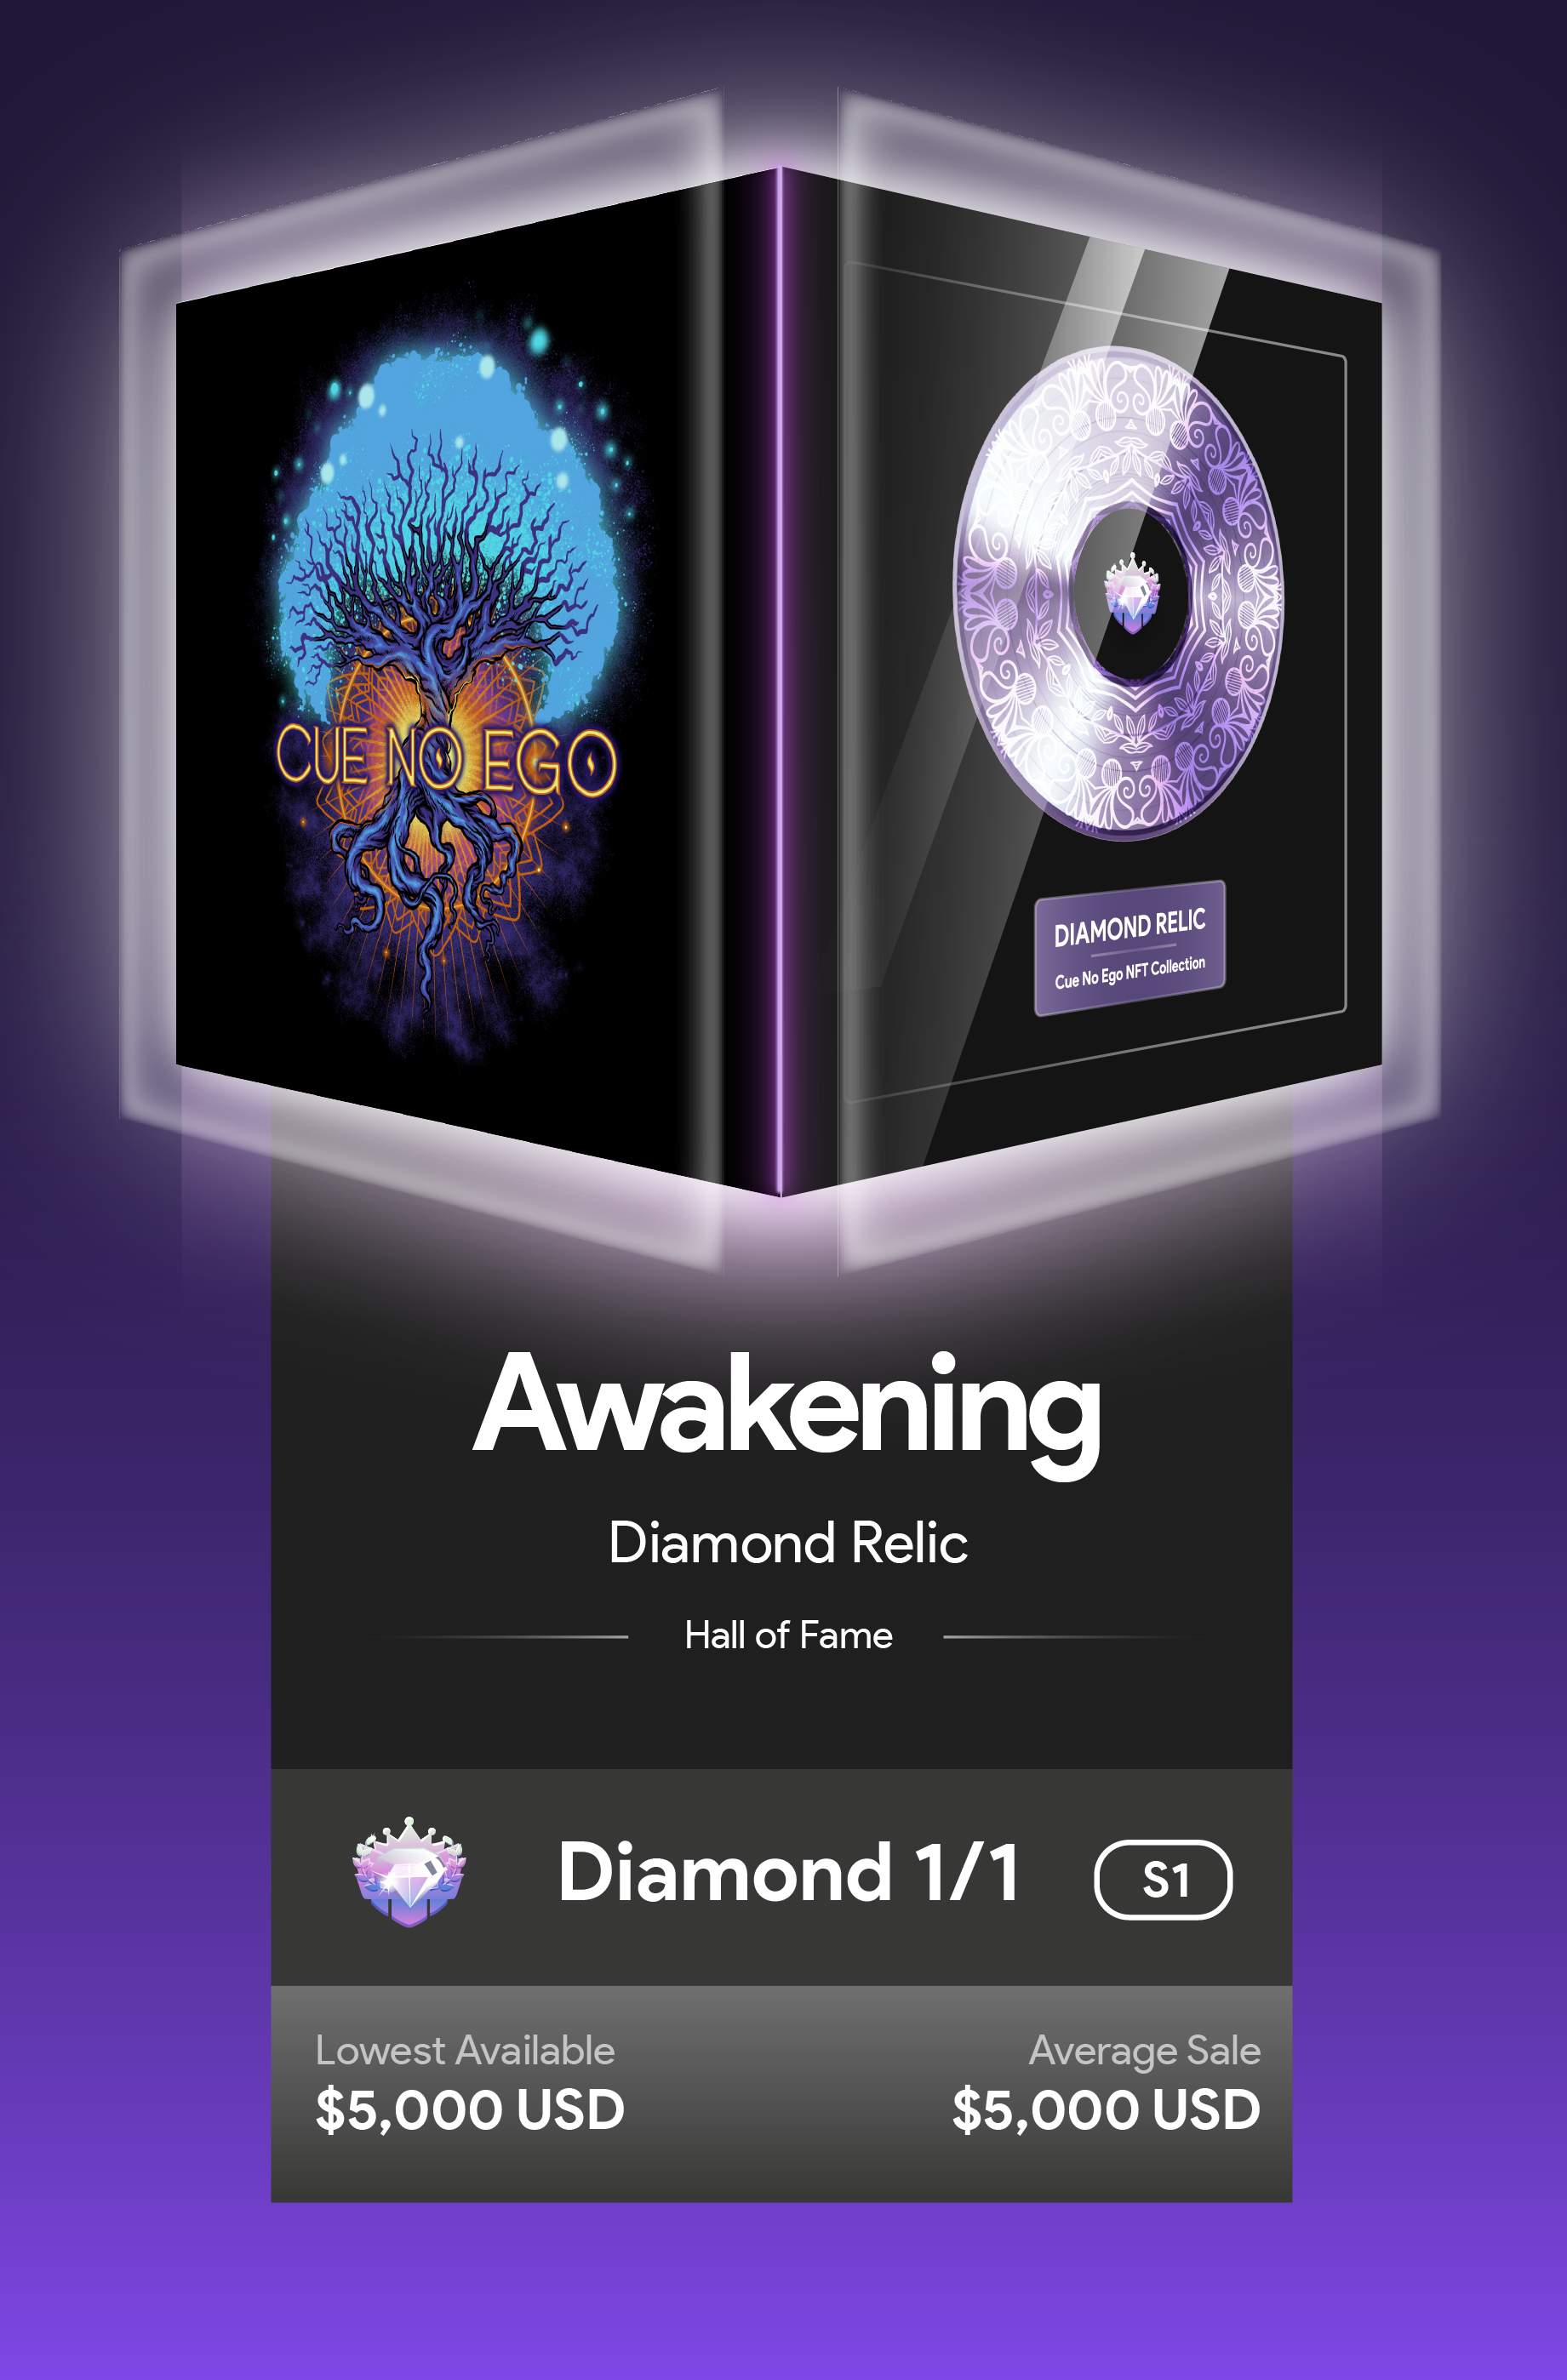 CUE NO EGO
DIAMOND RELIC
Cue No Ego NFT Collection
Awakening
Diamond Relic
Hall of Fame
Diamond 1/1
S1
Lowest Available
$5,000 USD
Average Sale
$5,000 USD